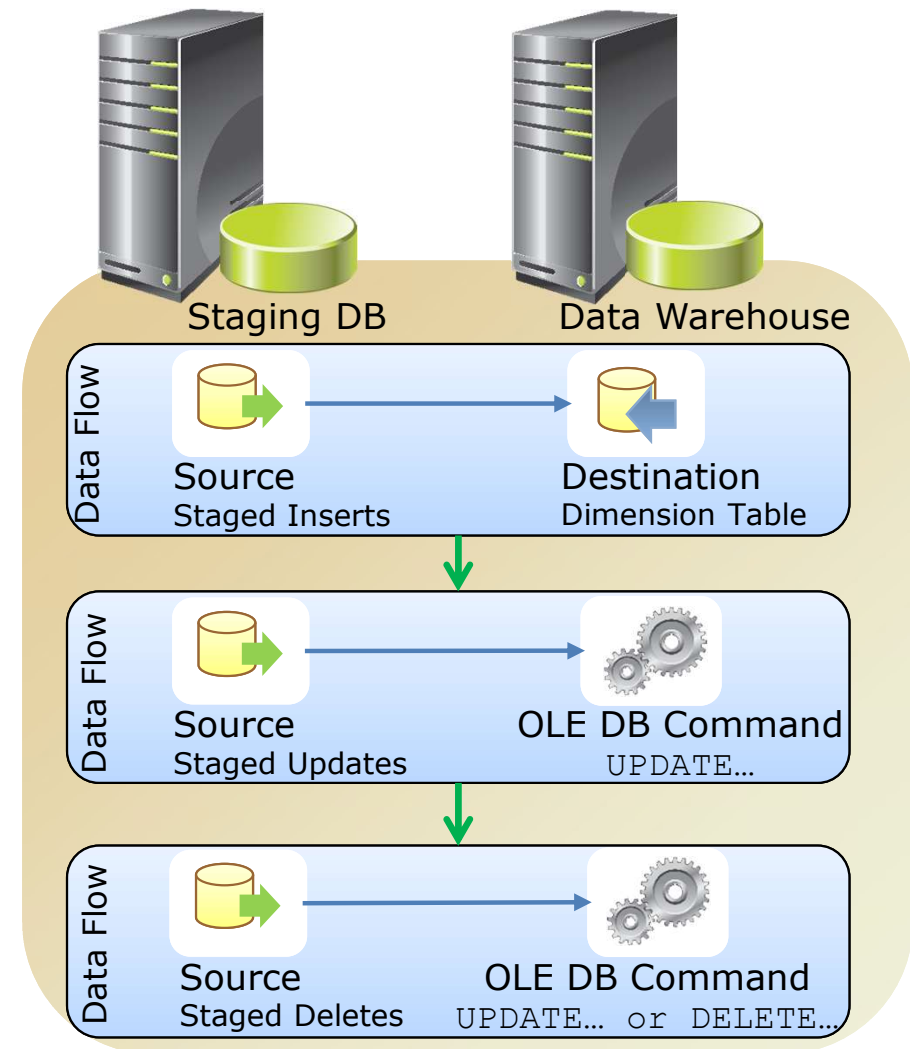 Staging DB
Data Warehouse
Data Flow
Source
Staged Inserts
Destination
Dimension Table
Data Flow
Source
Staged Updates
OLE DB Command
UPDATE…
Data Flow
Source
Staged Deletes
OLE DB Command
UPDATE… or DELETE…